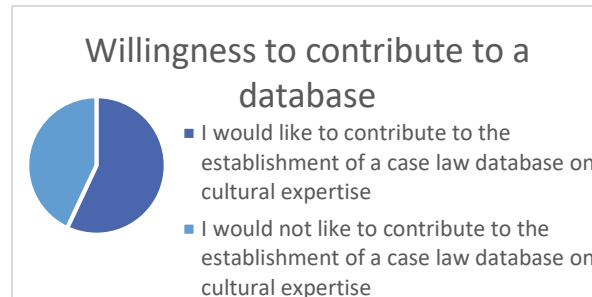 Willingness to contribute to a
database
I would like to contribute to the
establishment of a case law database on
cultural expertise
I would not like to contribute to the
establishment of a case law database on
cultural expertise